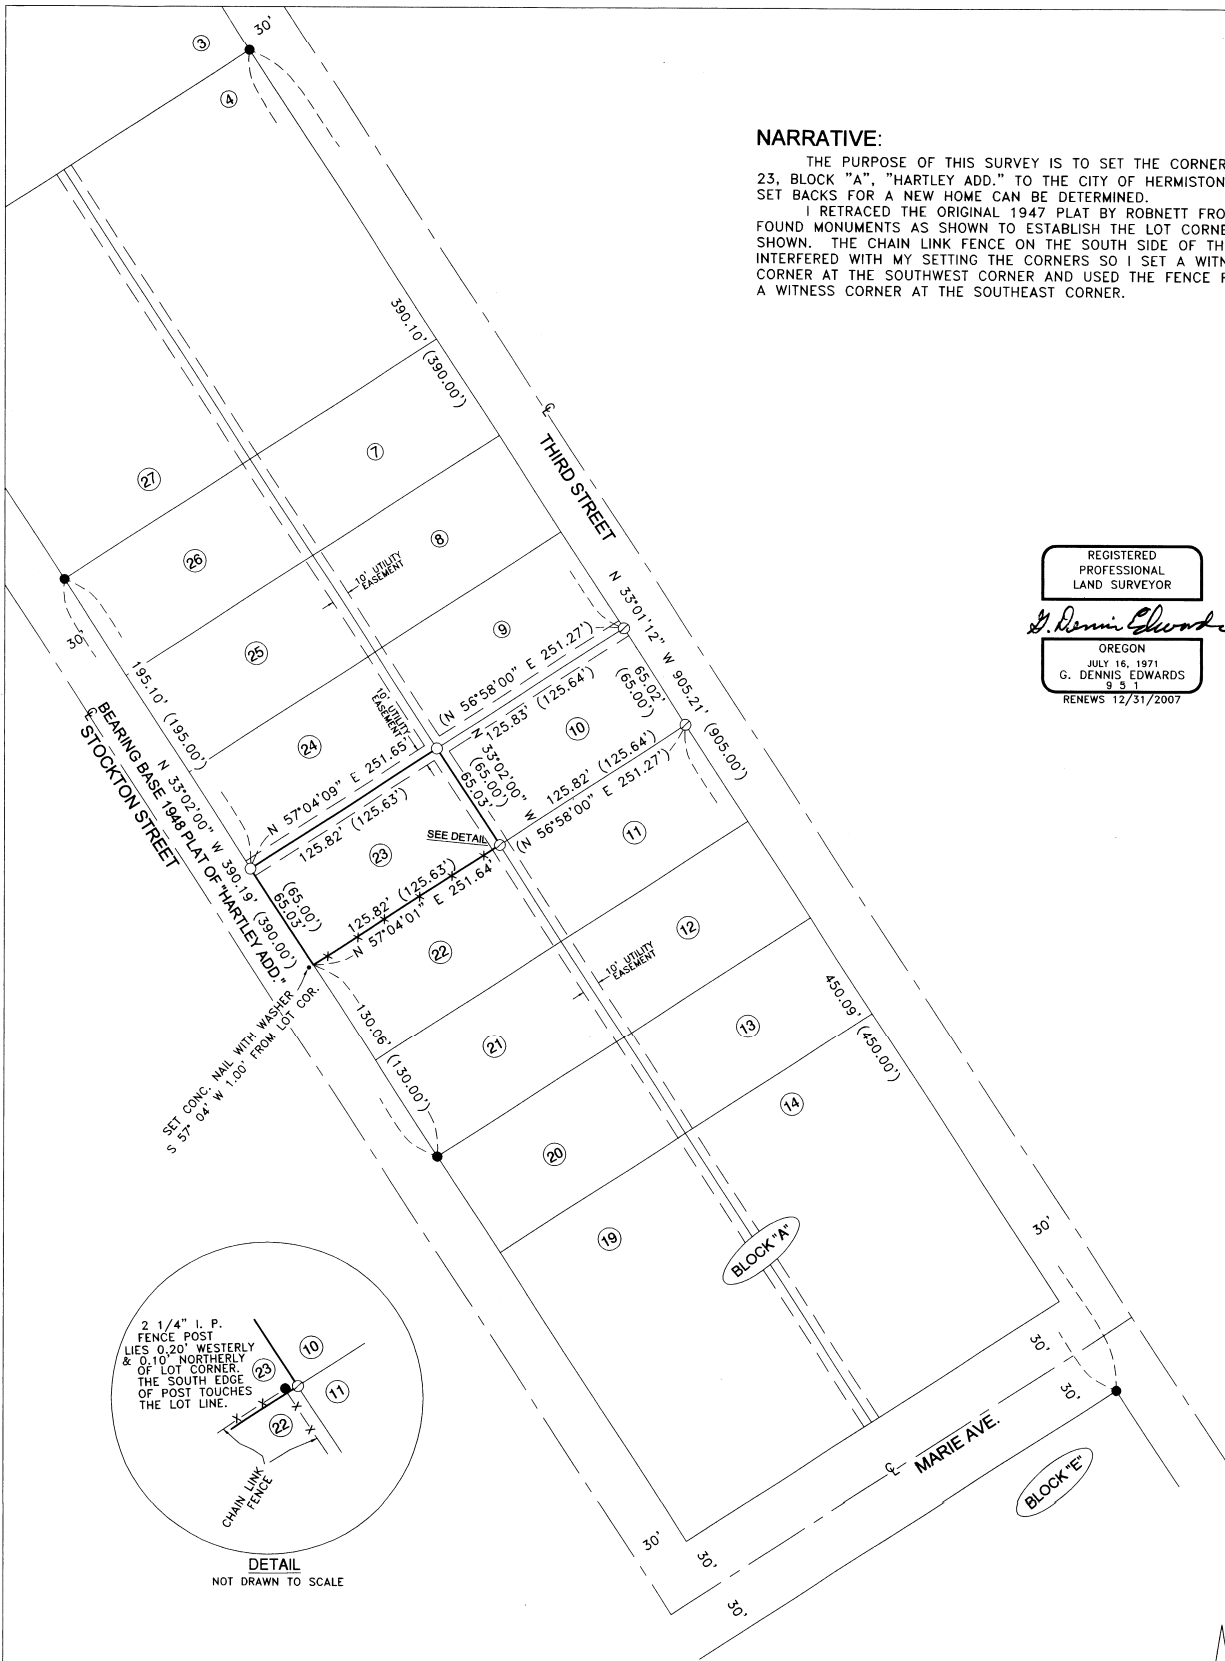 NARRATIVE:
THE PURPOSE OF THIS SURVEY IS TO SET THE CORNER
23, BLOCK "A", "HARTLEY ADD." TO THE CITY OF HERMISTON
SET BACKS FOR A NEW HOME CAN BE DETERMINED.
I RETRACED THE ORIGINAL 1947 PLAT BY ROBNETT FRO
FOUND MONUMENTS AS SHOWN TO ESTABLISH THE LOT CORNE
SHOWN. THE CHAIN LINK FENCE ON THE SOUTH SIDE OF TH
INTERFERED WITH MY SETTING THE CORNERS SO I SET A WITN
CORNER AT THE SOUTHWEST CORNER AND USED THE FENCE
A WITNESS CORNER AT THE SOUTHEAST CORNER.
REGISTERED
PROFESSIONAL
LAND SURVEYOR
G. Dennis Edwards
OREGON
JULY 16, 1971
G. DENNIS EDWARDS
951
RENEWS 12/31/2007
30'
3
4
390.10'
(390.00')
℄
THIRD STREET
27
7
26
8
10' UTILITY
EASEMENT
25
9
N 33°01'12" W 905.21' (905.00')
30'
195.10' (195.00')
24
10' UTILITY
EASEMENT
(N 56°58'00" E 251.27')
125.83' (125.64')
65.02'
(65.00')
10
N 33°02'00" W
(65.00')
65.03'
125.82' (125.64')
(N 56°58'00" E 251.27')
11
℄
STOCKTON STREET
BEARING BASE 1948 PLAT OF "HARTLEY ADD."
N 33°02'00" W 390.19' (390.00')
N 57°04'09" E 251.65'
125.82' (125.63')
23
SEE DETAIL
(65.00')
65.03'
125.82' (125.63')
N 57°04'01" E 251.64'
22
12
10' UTILITY
EASEMENT
SET CONC. NAIL WITH WASHER
S 57° 04' W 1.00' FROM LOT COR.
130.06'
(130.00')
21
13
450.09'
(450.00')
20
14
19
BLOCK "A"
30'
30'
30'
℄
MARIE AVE.
BLOCK "E"
30'
30'
30'
2 1/4" I. P.
FENCE POST
LIES 0.20' WESTERLY
& 0.10' NORTHERLY
OF LOT CORNER.
THE SOUTH EDGE
OF POST TOUCHES
THE LOT LINE.
10
23
11
22
CHAIN LINK
FENCE
DETAIL
NOT DRAWN TO SCALE